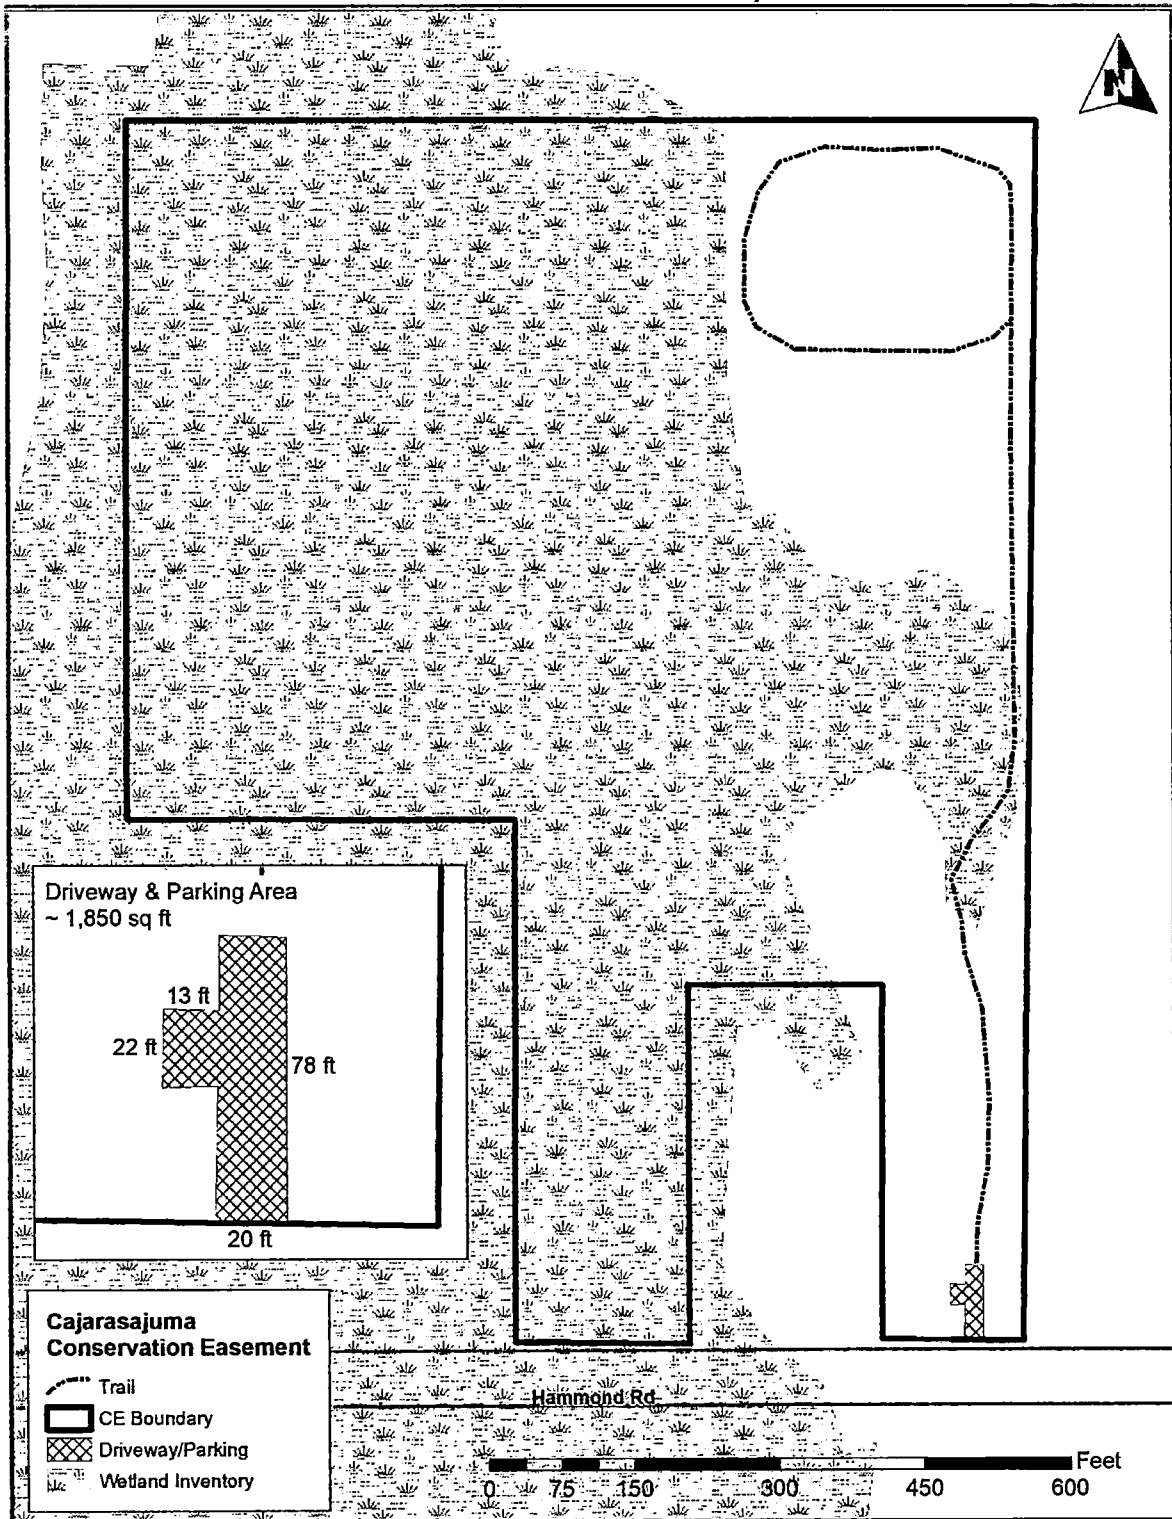 N
Driveway & Parking Area
~ 1,850 sq ft
13 ft
22 ft
78 ft
20 ft
Cajarasajuma
Conservation Easement
Trail
CE Boundary
Driveway/Parking
Wetland Inventory
Hammond Rd
Feet
0 75 150 300 450 600